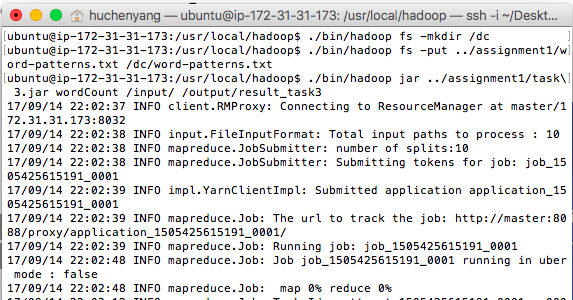 huchenyang — ubuntu@ip-172-31-31-173: /usr/local/hadoop — ssh -i ~/Deskt...
[ubuntu@ip-172-31-31-173:/usr/local/hadoop$ ./bin/hadoop fs -mkdir /dc ]
[ubuntu@ip-172-31-31-173:/usr/local/hadoop$ ./bin/hadoop fs -put ../assignment1/w]
ord-patterns.txt /dc/word-patterns.txt
[ubuntu@ip-172-31-31-173:/usr/local/hadoop$ ./bin/hadoop jar ../assignment1/task\]
 3.jar wordCount /input/ /output/result_task3
17/09/14 22:02:37 INFO client.RMProxy: Connecting to ResourceManager at master/1
72.31.31.173:8032
17/09/14 22:02:38 INFO input.FileInputFormat: Total input paths to process : 10
17/09/14 22:02:38 INFO mapreduce.JobSubmitter: number of splits:10
17/09/14 22:02:38 INFO mapreduce.JobSubmitter: Submitting tokens for job: job_15
05425615191_0001
17/09/14 22:02:39 INFO impl.YarnClientImpl: Submitted application application_15
05425615191_0001
17/09/14 22:02:39 INFO mapreduce.Job: The url to track the job: http://master:80
88/proxy/application_1505425615191_0001/
17/09/14 22:02:39 INFO mapreduce.Job: Running job: job_1505425615191_0001
17/09/14 22:02:48 INFO mapreduce.Job: Job job_1505425615191_0001 running in uber
 mode : false
17/09/14 22:02:48 INFO mapreduce.Job:  map 0% reduce 0%